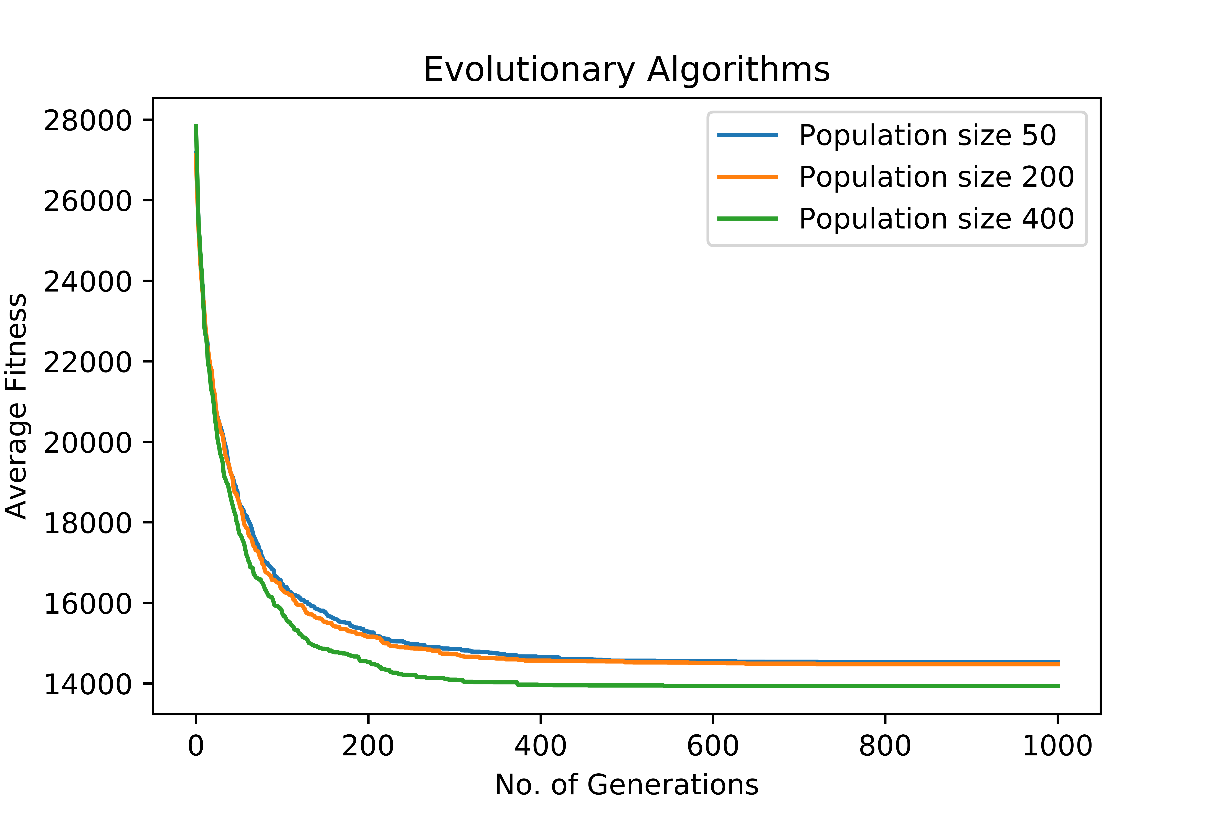 Evolutionary Algorithms
Population size 50
Population size 200
Population size 400
Average Fitness
28000
26000
24000
22000
20000
18000
16000
14000
0 200 400 600 800 1000
No. of Generations